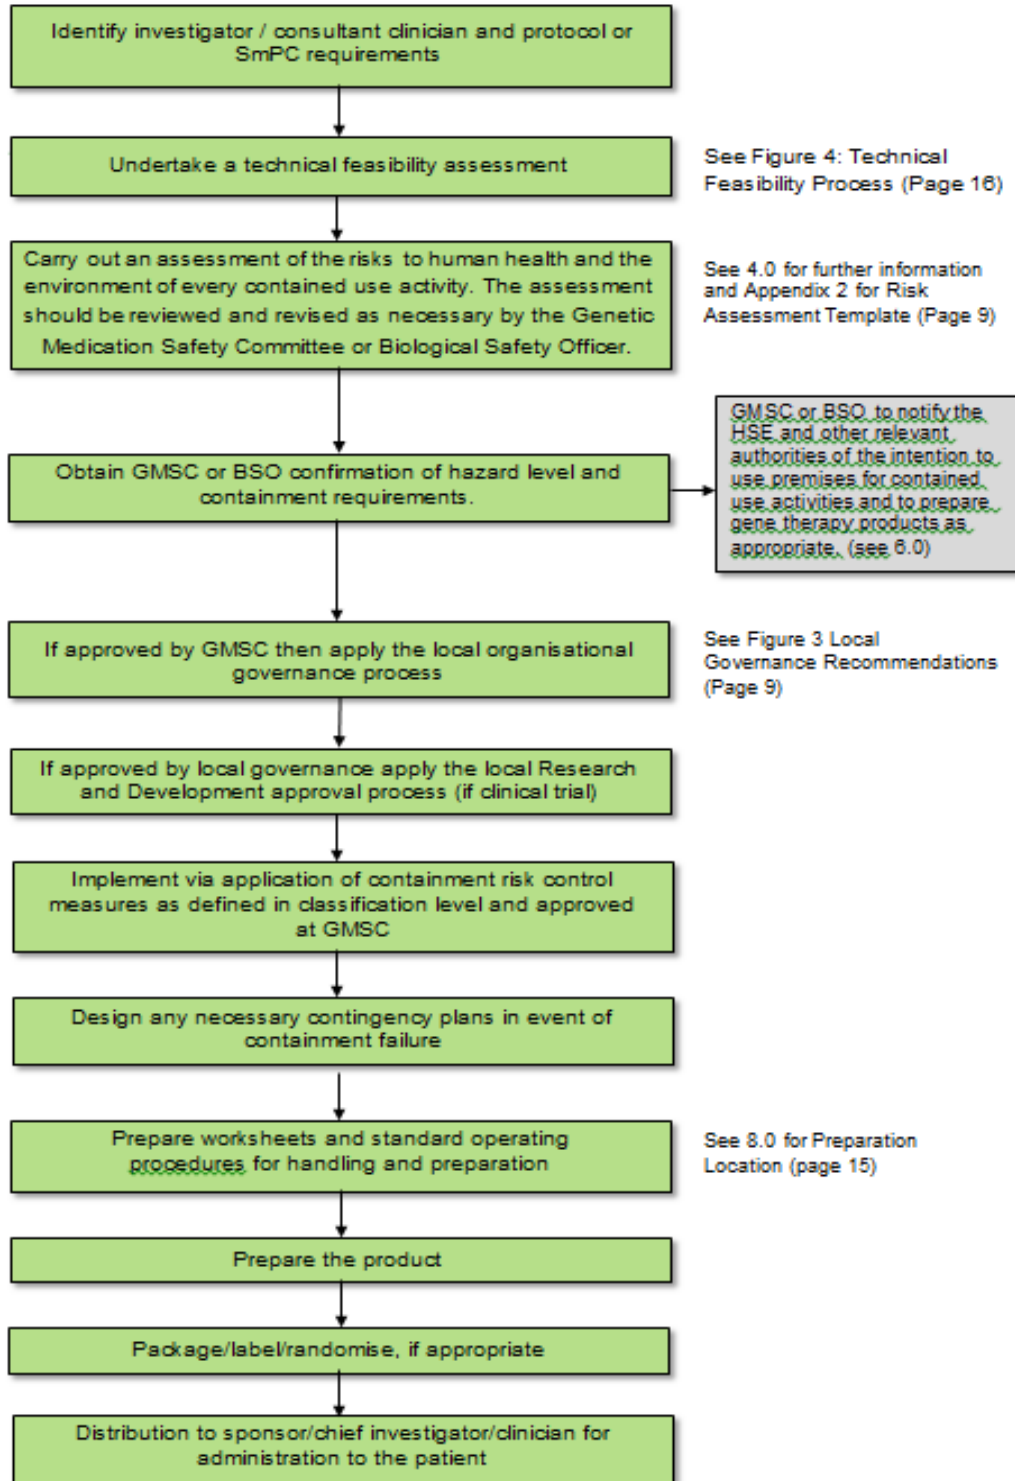 Identify investigator / consultant clinician and protocol or
SmPC requirements
Undertake a technical feasibility assessment
See Figure 4: Technical
Feasibility Process (Page 16)
Carry out an assessment of the risks to human health and the
environment of every contained use activity. The assessment
should be reviewed and revised as necessary by the Genetic
Medication Safety Committee or Biological Safety Officer.
See 4.0 for further information
and Appendix 2 for Risk
Assessment Template (Page 9)
Obtain GMSC or BSO confirmation of hazard level and
containment requirements.
GMSC or BSO to notify the
HSE and other relevant
authorities of the intention to
use premises for contained
use activities and to prepare
gene therapy products as
appropriate. (see 6.0)
If approved by GMSC then apply the local organisational
governance process
See Figure 3 Local
Governance Recommendations
(Page 9)
If approved by local governance apply the local Research
and Development approval process (if clinical trial)
Implement via application of containment risk control
measures as defined in classification level and approved
at GMSC
Design any necessary contingency plans in event of
containment failure
Prepare worksheets and standard operating
procedures for handling and preparation
See 8.0 for Preparation
Location (page 15)
Prepare the product
Package/label/randomise, if appropriate
Distribution to sponsor/chief investigator/clinician for
administration to the patient